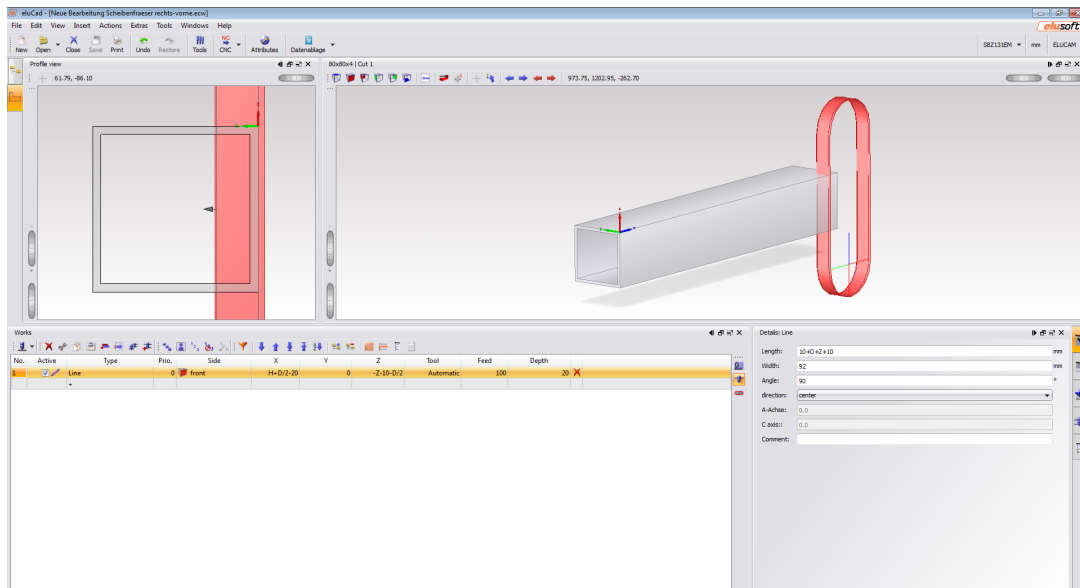 eluCad - [Neue Bearbeitung Scheibenfraeser rechts-vorne.ecw]
File Edit View Insert Actions Extras Tools Windows Help
elusoft
New Open Close Save Print Undo Restore Tools CNC Attributes Datenablage
NC
SBZ131EM mm ELUCAM
Profile view
80x80x4 | Cut 1
61.79, -86.10
973.75, 1202.95, -262.70
Works
No. Active Type Prio. Side X Y Z Tool Feed Depth
1 Line 0 front H+D/2-20 0 -Z-10-D/2 Automatic 100 20
+
Details: Line
Length: 10+D+Z+10 mm
Width: 92 mm
Angle: 90 °
direction: center
A-Achse: 0.0
C axis:: 0.0
Comment: